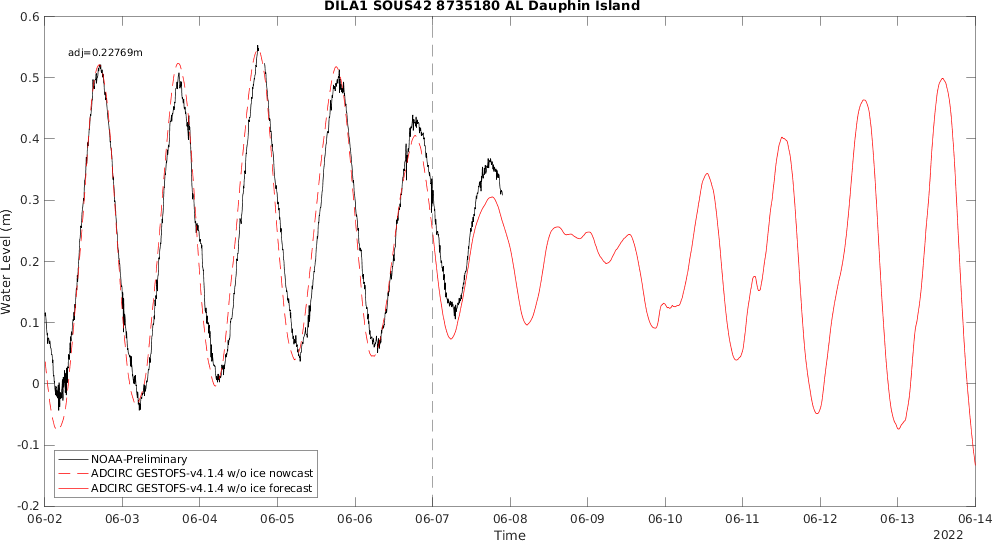 DILA1 SOUS42 8735180 AL Dauphin Island
adj=0.22769m
Water Level (m)
0.6
0.5
0.4
0.3
0.2
0.1
0
-0.1
-0.2
NOAA-Preliminary
ADCIRC GESTOFS-v4.1.4 w/o ice nowcast
ADCIRC GESTOFS-v4.1.4 w/o ice forecast
06-02 06-03 06-04 06-05 06-06 06-07 06-08 06-09 06-10 06-11 06-12 06-13 06-14
Time
2022